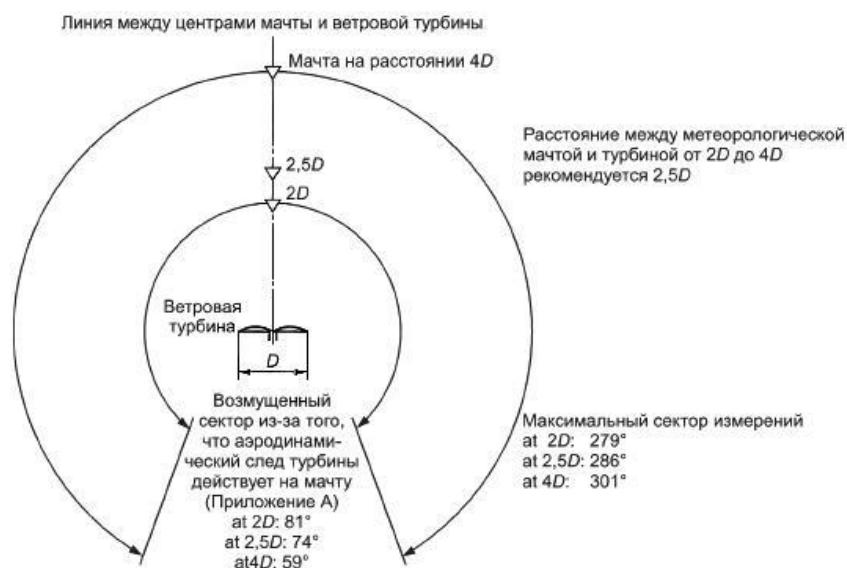 Линия между центрами мачты и ветровой турбины
Мачта на расстоянии 4D
2,5D
2D
Расстояние между метеорологической
мачтой и турбиной от 2D до 4D
рекомендуется 2,5D
Ветровая
турбина
D
Возмущенный
сектор из-за того,
что аэродинами-
ческий след турбины
действует на мачту
(Приложение А)
at 2D: 81°
at 2,5D: 74°
at4D: 59°
Максимальный сектор измерений
at 2D: 279°
at 2,5D: 286°
at 4D: 301°